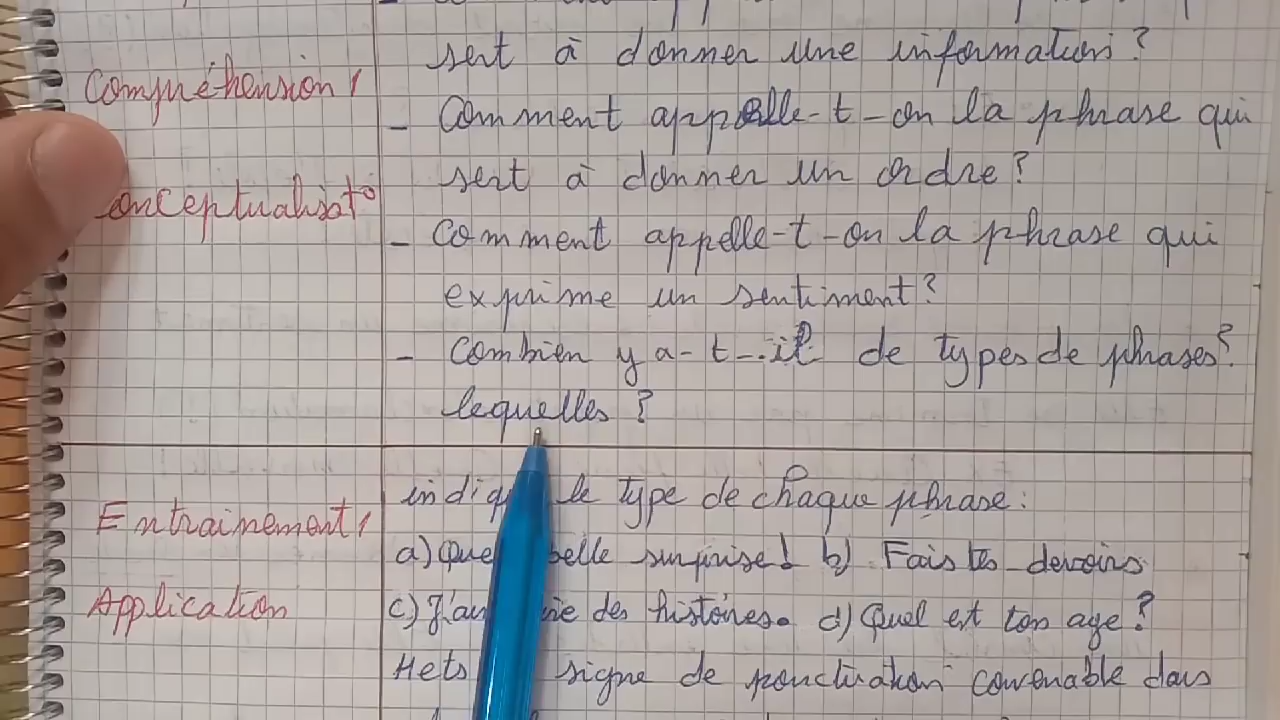 sert à donner une information?
Compréhension/
- Comment appelle-t-on la phrase qui
sert à donner un ordre?
onceptualisat°
- Comment appelle-t-on la phrase qui
exprime un sentiment?
- Combien y a-t-il de types de phrases?
lequelles?
indiq le type de chaque phrase:
Entrainement/
a) Quel belle surprise! b) Fais tes devoirs
Application
c) J'au des histoires. d) Quel est ton age?
Mets signe de ponctuation convenable dans